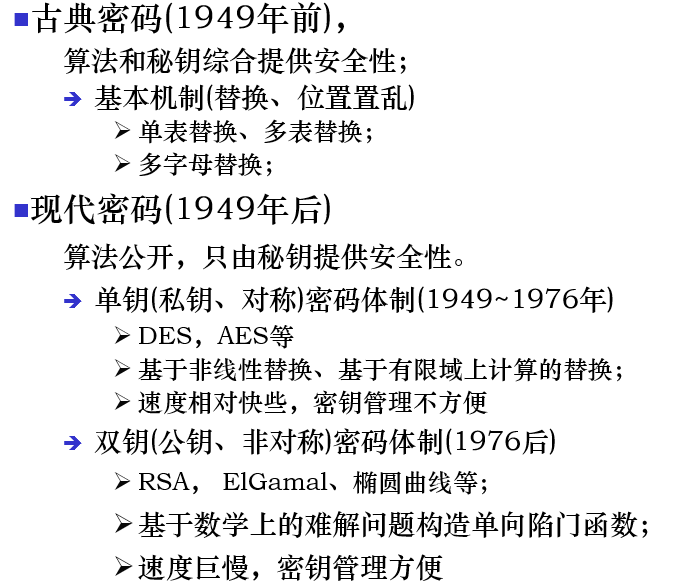 古典密码(1949年前)，
算法和秘钥综合提供安全性；
基本机制(替换、位置置乱)
单表替换、多表替换；
多字母替换；
现代密码(1949年后)
算法公开，只由秘钥提供安全性。
单钥(私钥、对称)密码体制(1949~1976年)
DES，AES等
基于非线性替换、基于有限域上计算的替换；
速度相对快些，密钥管理不方便
双钥(公钥、非对称)密码体制(1976后)
RSA， ElGamal、椭圆曲线等；
基于数学上的难解问题构造单向陷门函数；
速度巨慢，密钥管理方便